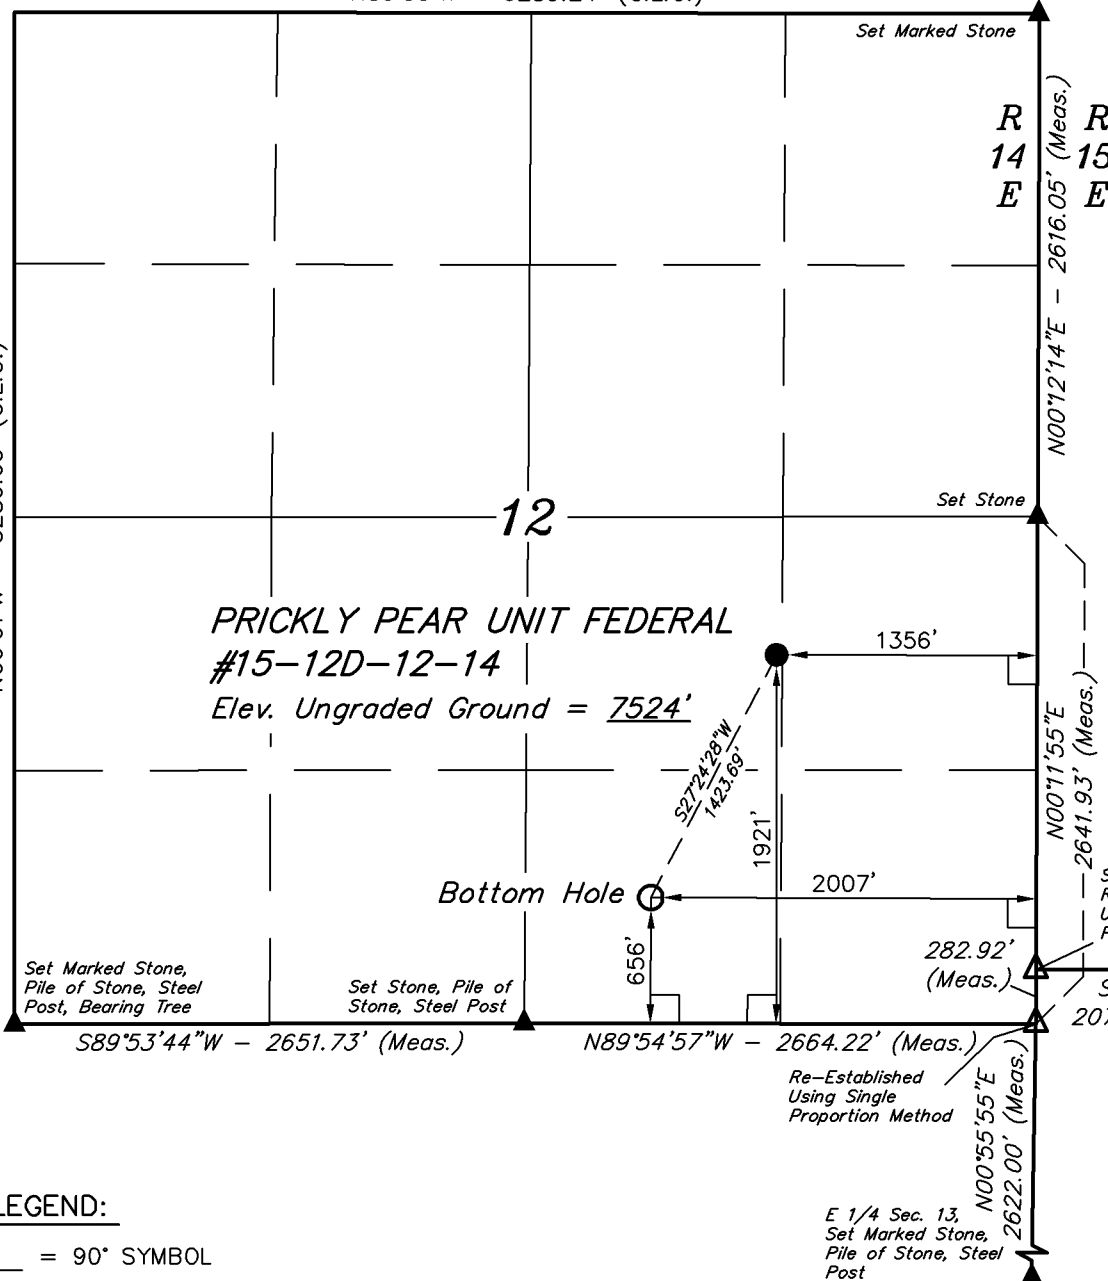 Set Marked Stone
R
14
E
R
15
E
N00°12'14"E - 2616.05' (Meas.)
Set Stone
12
PRICKLY PEAR UNIT FEDERAL
#15-12D-12-14
Elev. Ungraded Ground = 7524'
1356'
S27°24'28"W
1423.69'
1921'
N00°11'55"E
2641.93' (Meas.)
Bottom Hole
2007'
656'
282.92'
(Meas.)
Set Marked Stone,
Pile of Stone, Steel
Post, Bearing Tree
Set Stone, Pile of
Stone, Steel Post
S89°53'44"W - 2651.73' (Meas.)
N89°54'57"W - 2664.22' (Meas.)
Re-Established
Using Single
Proportion Method
N00°55'55"E
2622.00' (Meas.)
E 1/4 Sec. 13,
Set Marked Stone,
Pile of Stone, Steel
Post
LEGEND:
= 90° SYMBOL